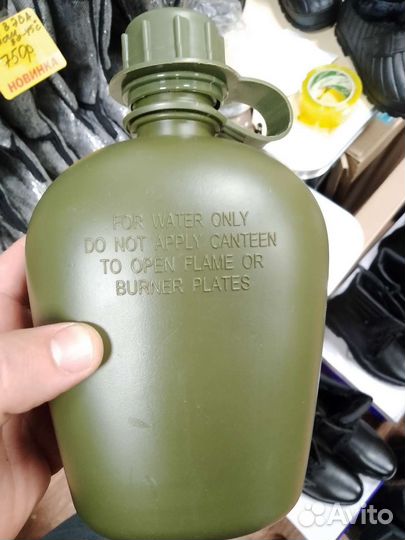 750р
НОВИНКА
FOR WATER ONLY
DO NOT APPLY CANTEEN
TO OPEN FLAME OR
BURNER PLATES
Avito